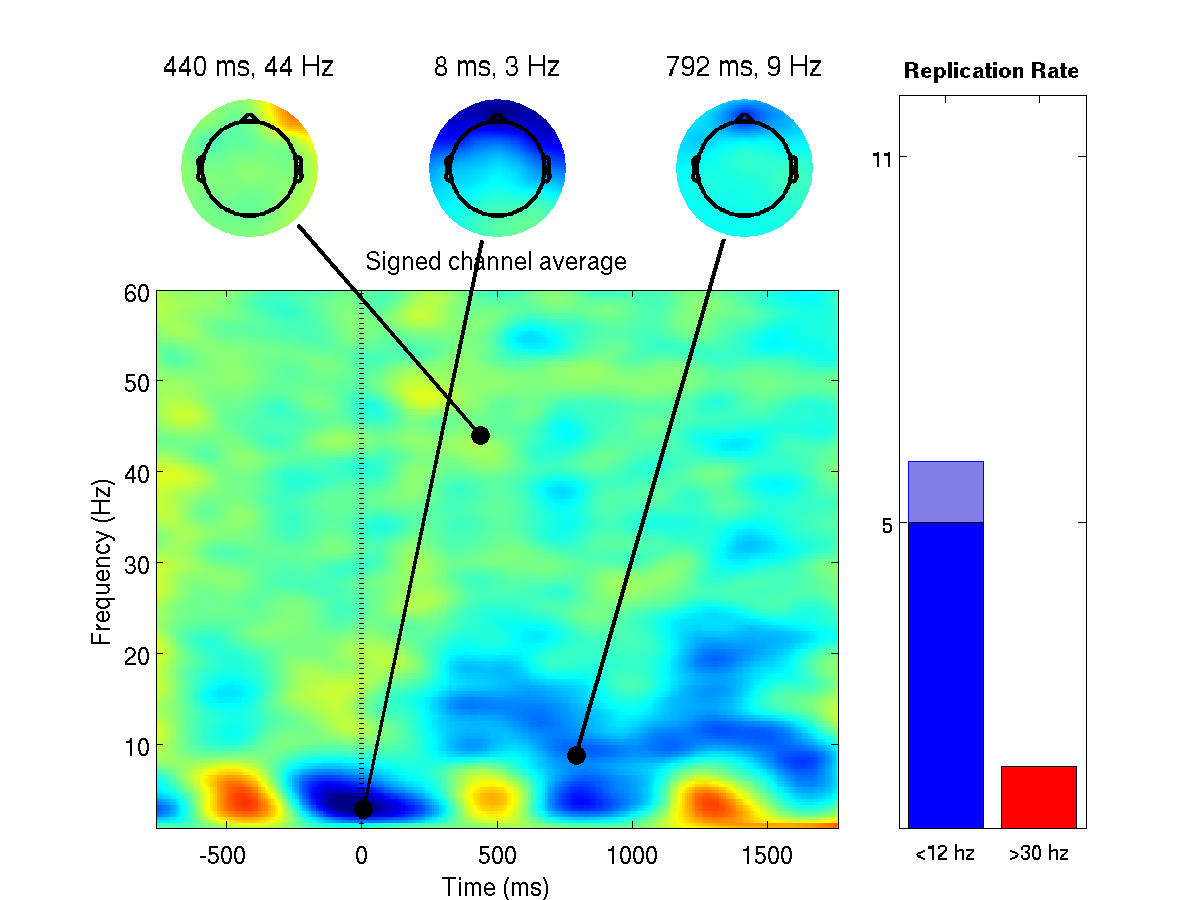 440 ms, 44 Hz
8 ms, 3 Hz
792 ms, 9 Hz
Replication Rate
Signed channel average
60
50
40
30
20
10
Frequency (Hz)
-500
0
500
1000
1500
Time (ms)
11
5
<12 hz
>30 hz